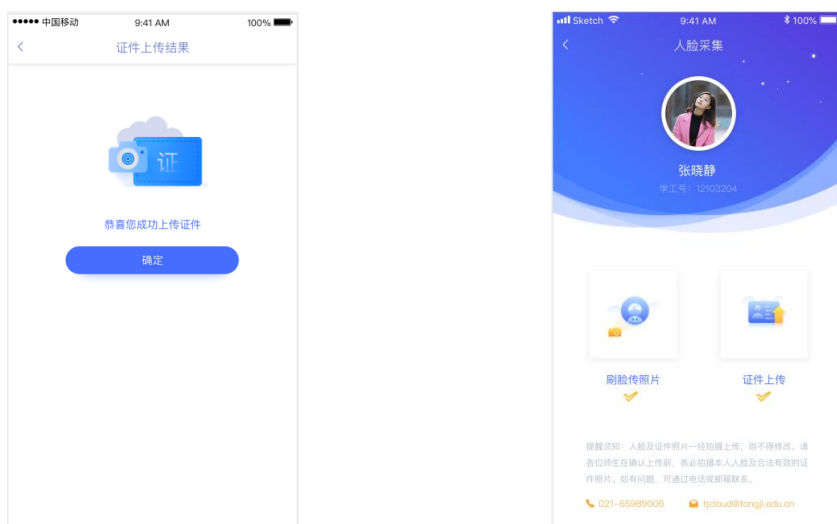 中国移动 9:41 AM 100%
证件上传结果
证
恭喜您成功上传证件
确定
Sketch 9:41 AM 100%
人脸采集
张晓静
学工号：12103204
刷脸传照片 证件上传
提醒须知：人脸及证件照片一经拍摄上传，则不得修改。请
各位师生在确认上传前，务必拍摄本人人脸及合法有效的证
件照片。如有问题，可通过电话或邮箱联系。
021-65989006 tjcloud@tongji.edu.cn